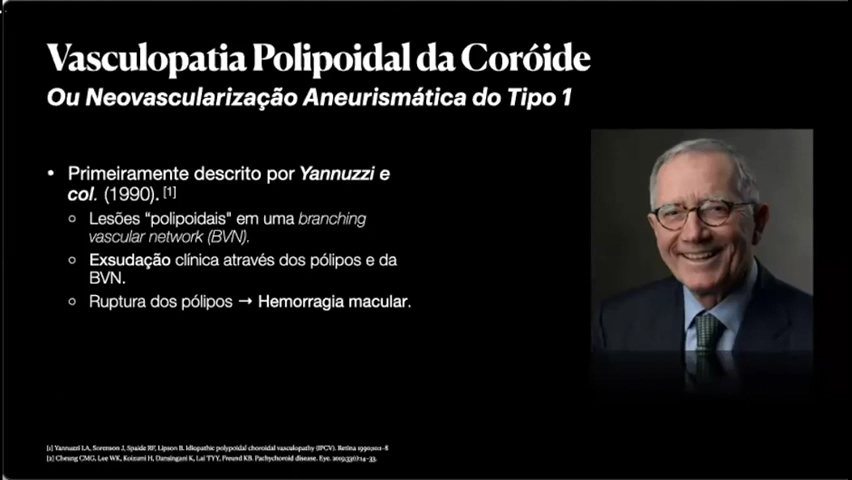 Vasculopatia Polipoidal da Coróide
Ou Neovascularização Aneurismática do Tipo 1
• Primeiramente descrito por Yannuzzi e
col. (1990). [1]
○ Lesões “polipoidais" em uma branching
vascular network (BVN).
○ Exsudação clínica através dos pólipos e da
BVN.
○ Ruptura dos pólipos → Hemorragia macular.
[1] Yannuzzi LA, Sorenson J, Spaide RF, Lipson B. Idiopathic polypoidal choroidal vasculopathy (IPCV). Retina
[2] Cheung CMG, Lee WK, Koizumi H, Dansingani K, Lai TYY, Freund KB. Pachychoroid disease. Eye.